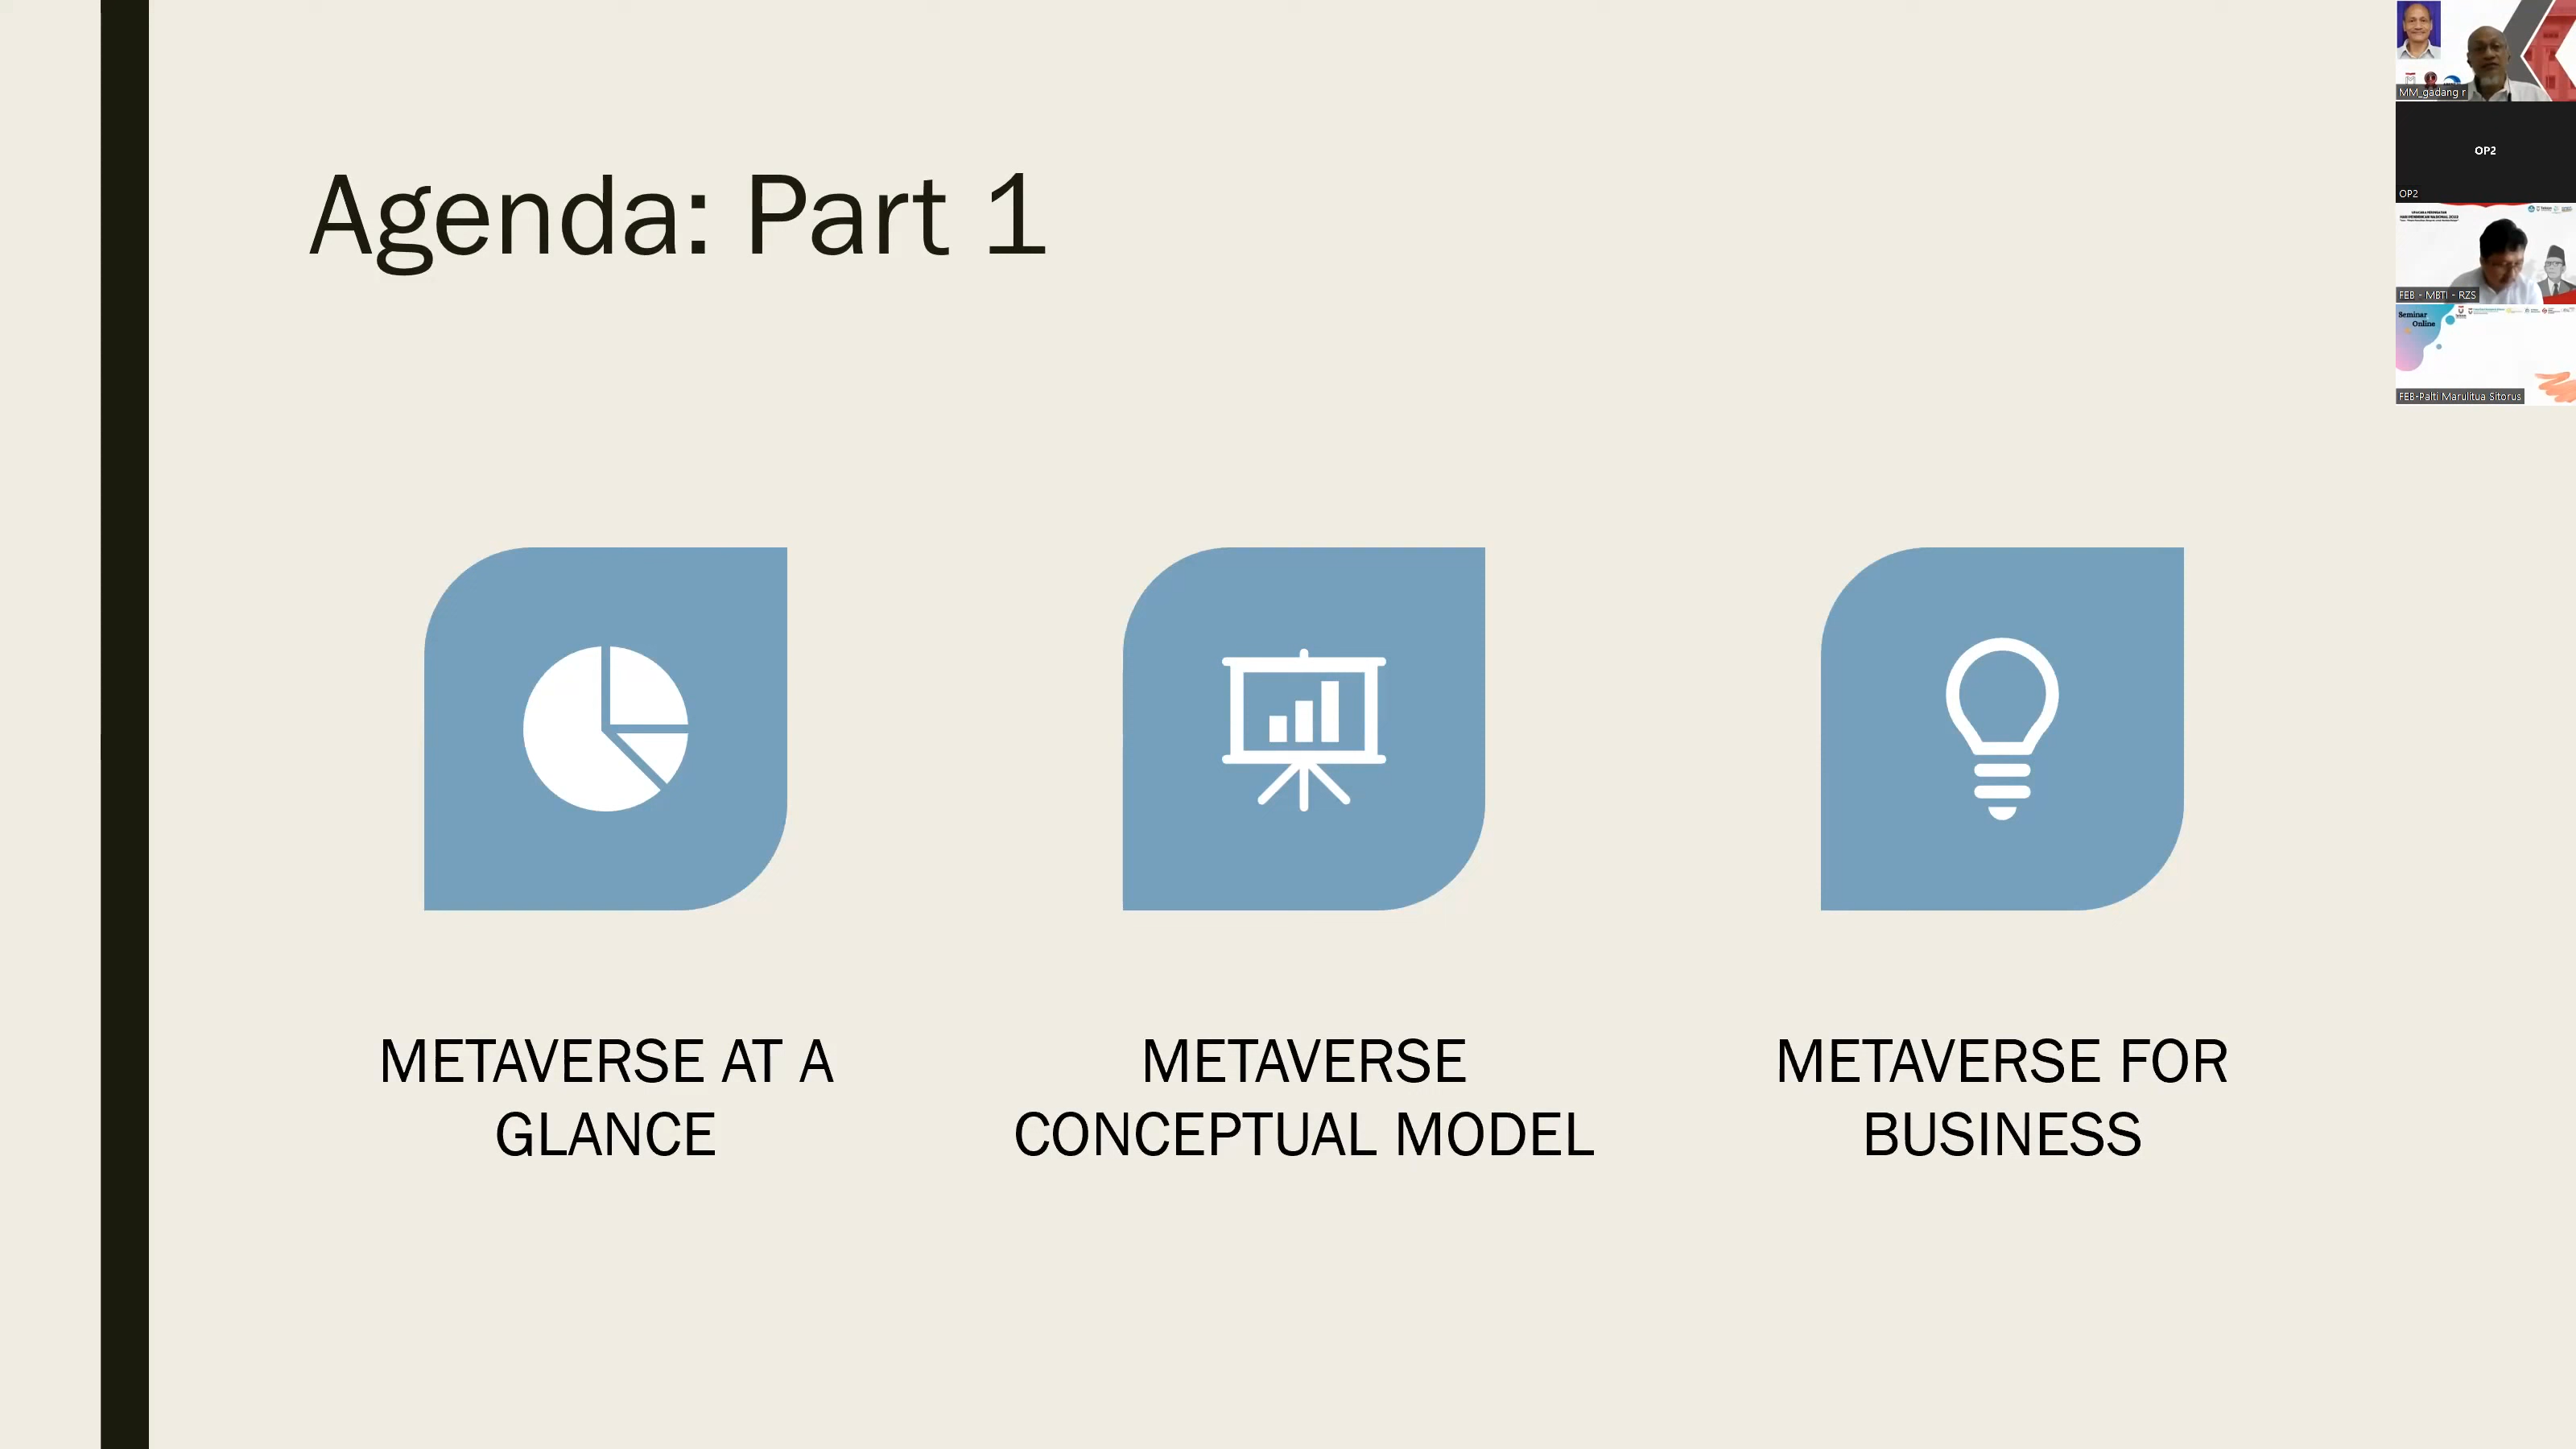 Agenda: Part 1
METAVERSE AT A
GLANCE
METAVERSE
CONCEPTUAL MODEL
METAVERSE FOR
BUSINESS
MM_gadang r
OP2
OP2
FEB - MBTI - RZS
Seminar
Online
FEB-Palti Marulitua Sitorus